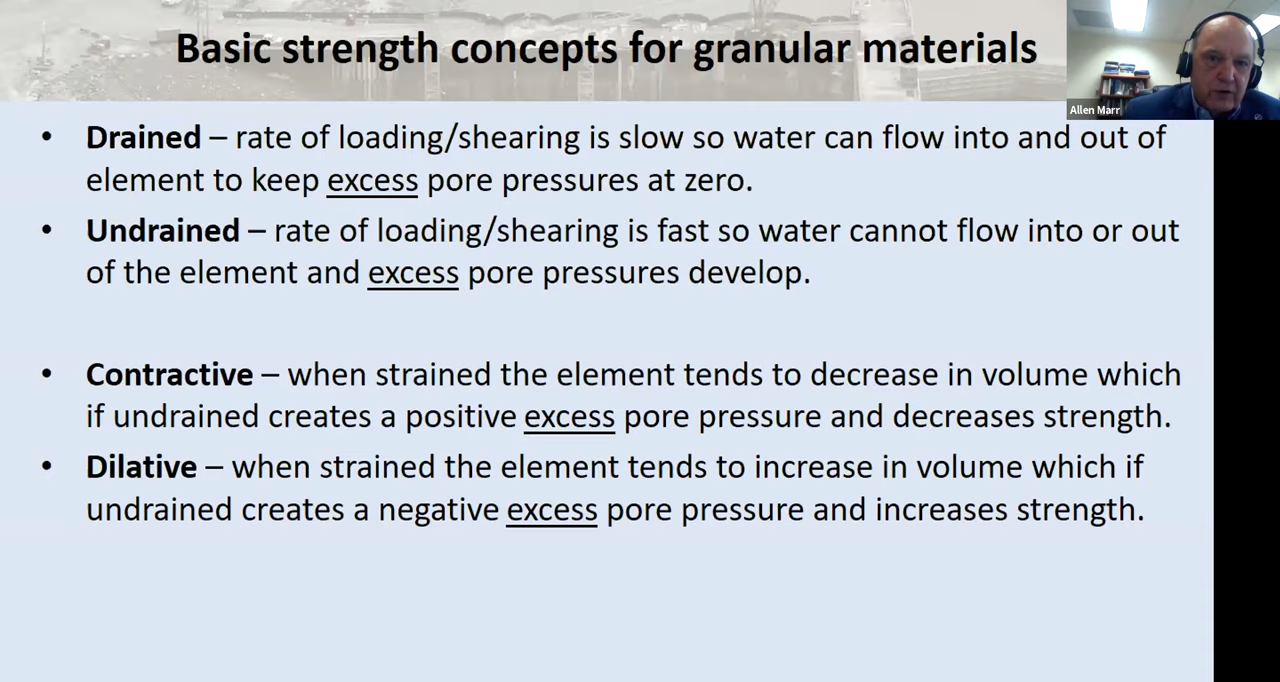 Basic strength concepts for granular materials
Allen Marr
• Drained – rate of loading/shearing is slow so water can flow into and out of
element to keep excess pore pressures at zero.
• Undrained – rate of loading/shearing is fast so water cannot flow into or out
of the element and excess pore pressures develop.
• Contractive – when strained the element tends to decrease in volume which
if undrained creates a positive excess pore pressure and decreases strength.
• Dilative – when strained the element tends to increase in volume which if
undrained creates a negative excess pore pressure and increases strength.